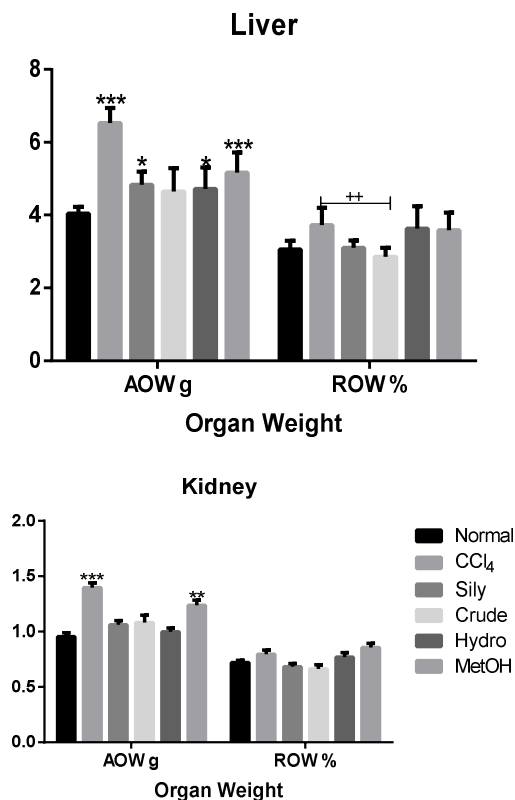 Liver
8
6
4
2
0
***
*
*
***
++
AOW g
ROW %
Organ Weight
Kidney
2.0
1.5
1.0
0.5
0.0
***
**
AOW g
ROW %
Organ Weight
Normal
CCl₄
Sily
Crude
Hydro
MetOH